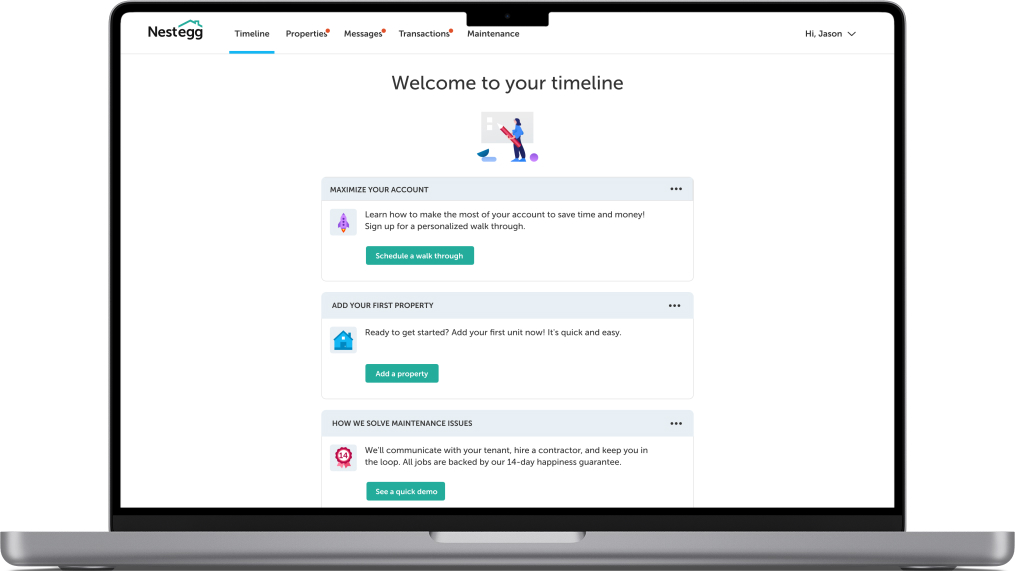 Nestegg
Timeline
Properties
Messages
Transactions
Maintenance
Hi, Jason
Welcome to your timeline
MAXIMIZE YOUR ACCOUNT
Learn how to make the most of your account to save time and money!
Sign up for a personalized walk through.
Schedule a walk through
ADD YOUR FIRST PROPERTY
Ready to get started? Add your first unit now! It's quick and easy.
Add a property
HOW WE SOLVE MAINTENANCE ISSUES
14
We'll communicate with your tenant, hire a contractor, and keep you in
the loop. All jobs are backed by our 14-day happiness guarantee.
See a quick demo